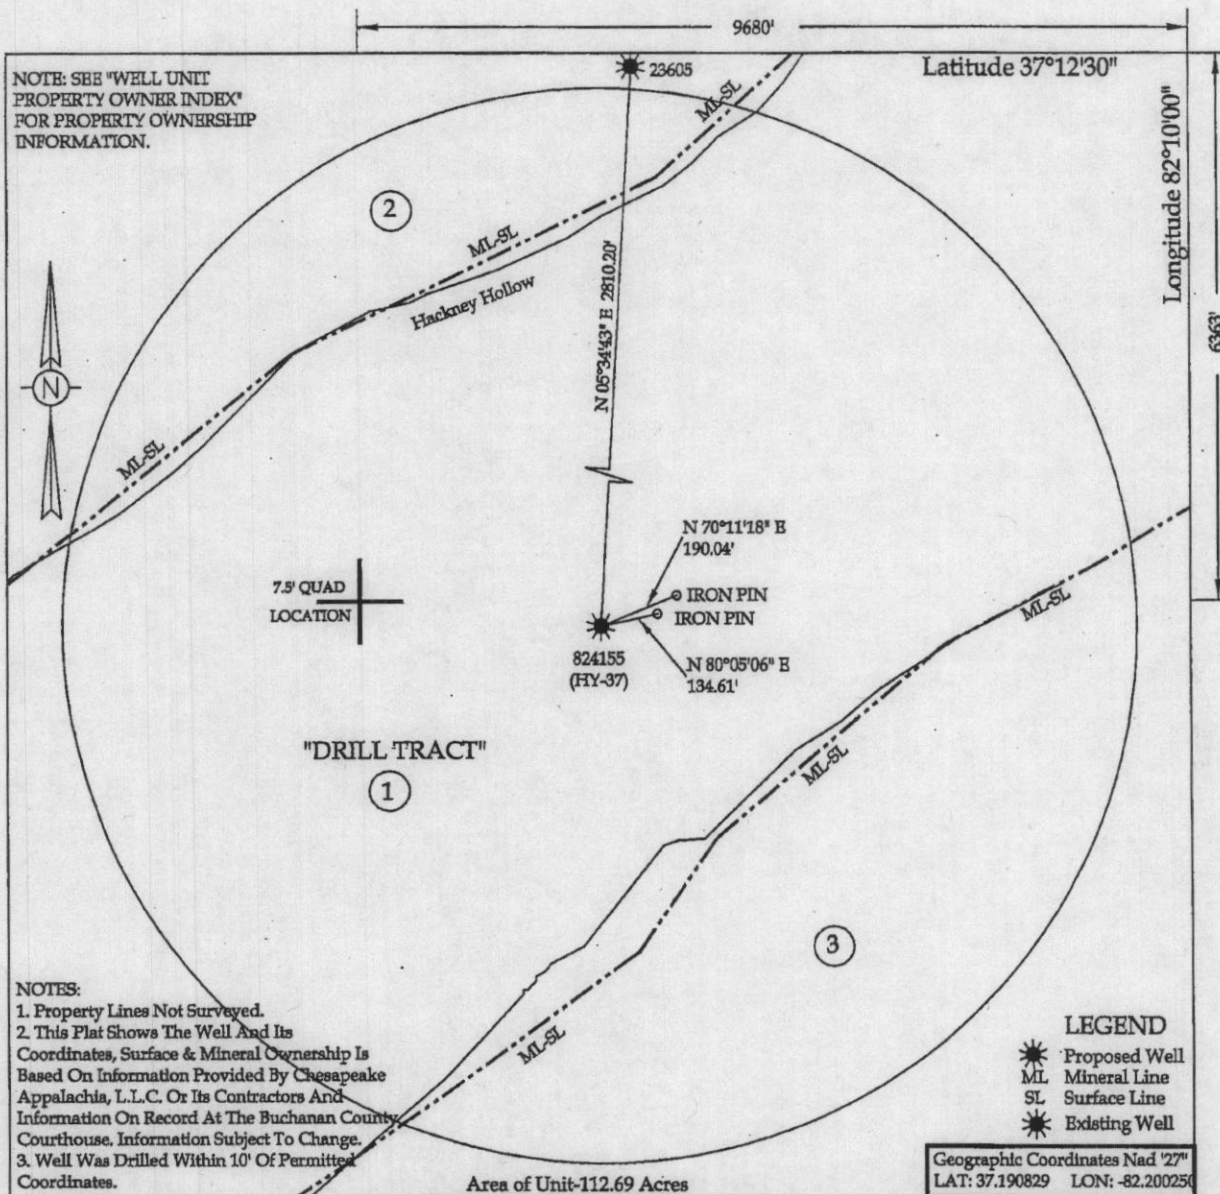 9680'
NOTE: SEE "WELL UNIT
PROPERTY OWNER INDEX"
FOR PROPERTY OWNERSHIP
INFORMATION.
23605
Latitude 37°12'30"
Longitude 82°10'00"
6363'
ML-SL
2
ML-SL
Hackney Hollow
N 05°34'43" E 2810.20'
N
ML-SL
N 70°11'18" E
190.04'
7.5' QUAD
LOCATION
IRON PIN
IRON PIN
ML-SL
824155
(HY-37)
N 80°05'06" E
134.61'
"DRILL TRACT"
1
ML-SL
3
NOTES:
1. Property Lines Not Surveyed.
2. This Plat Shows The Well And Its
Coordinates, Surface & Mineral Ownership Is
Based On Information Provided By Chesapeake
Appalachia, L.L.C. Or Its Contractors And
Information On Record At The Buchanan County
Courthouse. Information Subject To Change.
3. Well Was Drilled Within 10' Of Permitted
Coordinates.
ML-SL
LEGEND
Proposed Well
ML Mineral Line
SL Surface Line
Existing Well
Area of Unit-112.69 Acres
Geographic Coordinates Nad '27"
LAT: 37.190829 LON: -82.200250